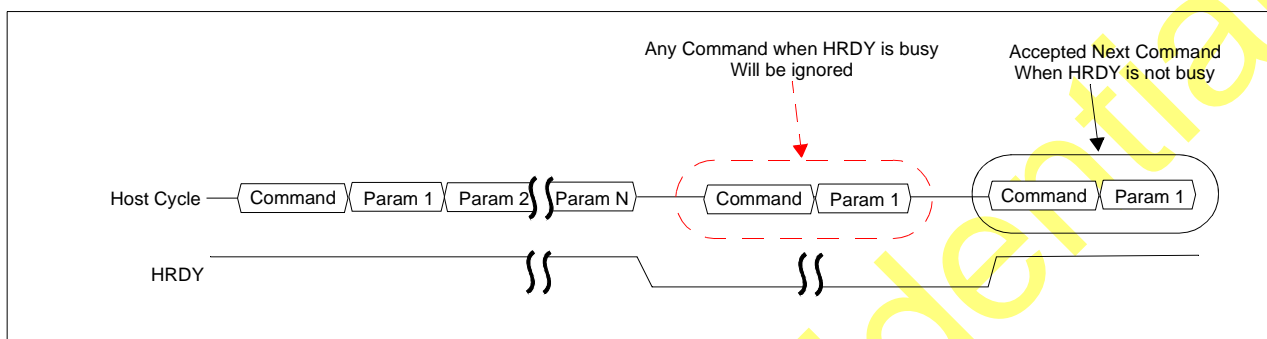 Any Command when HRDY is busy
Will be ignored
Accepted Next Command
When HRDY is not busy
Host Cycle
Command
Param 1
Param 2
Param N
Command
Param 1
Command
Param 1
HRDY